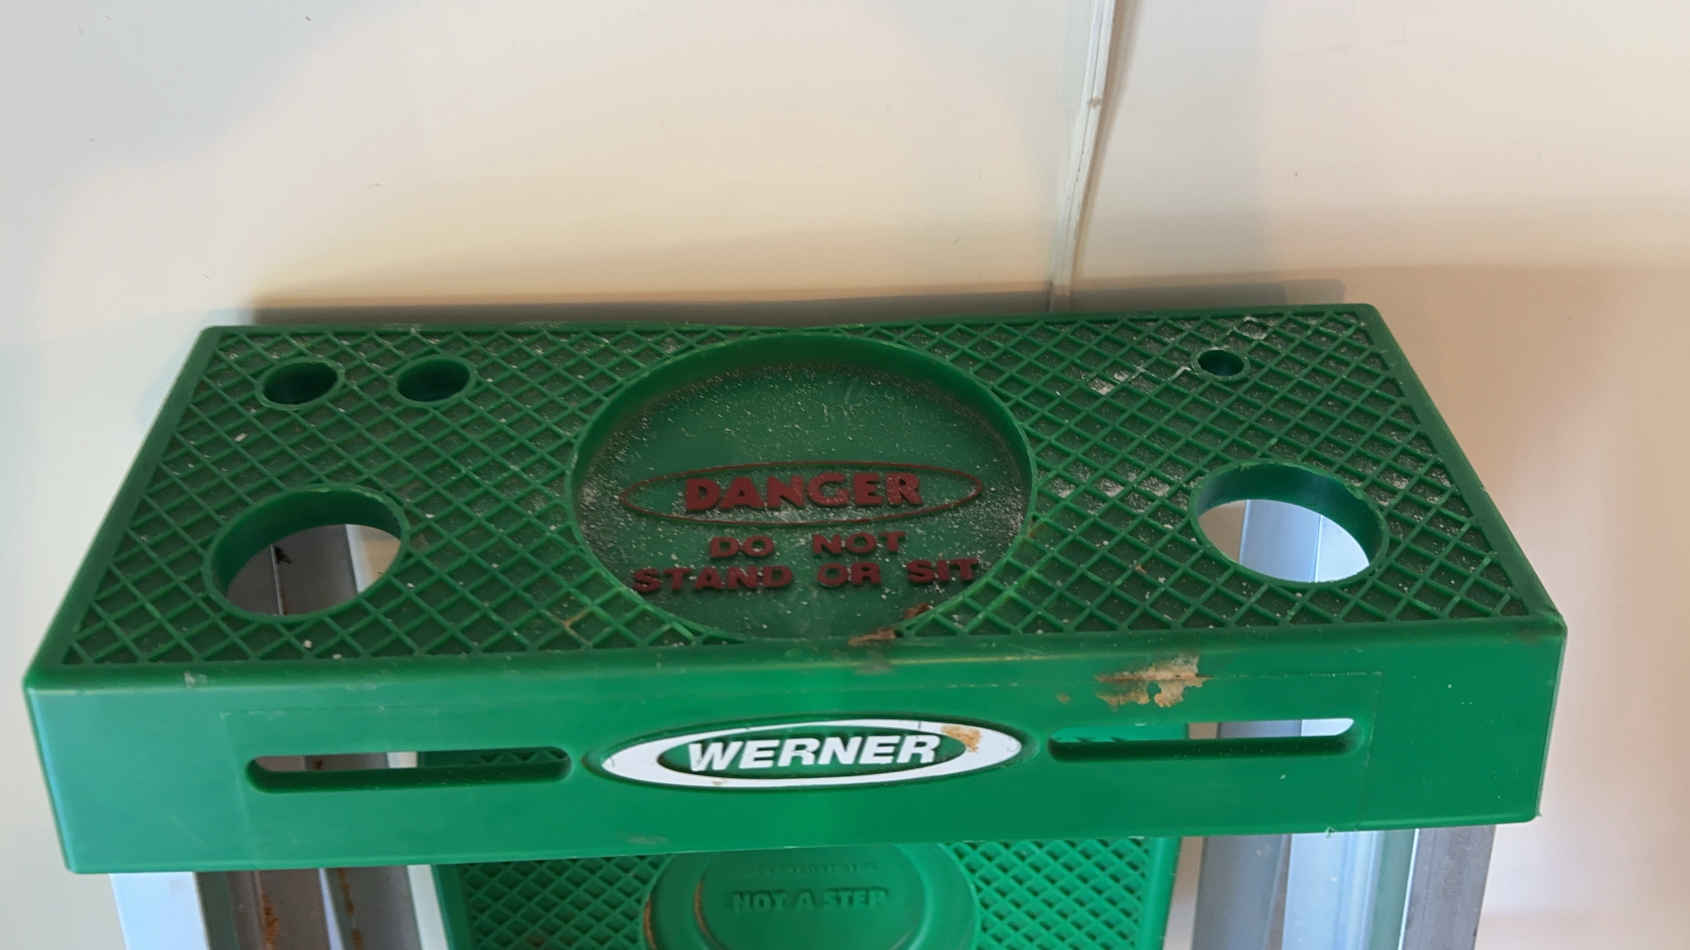 DANGER
DO NOT
STAND OR SIT
WERNER
NOT A STEP